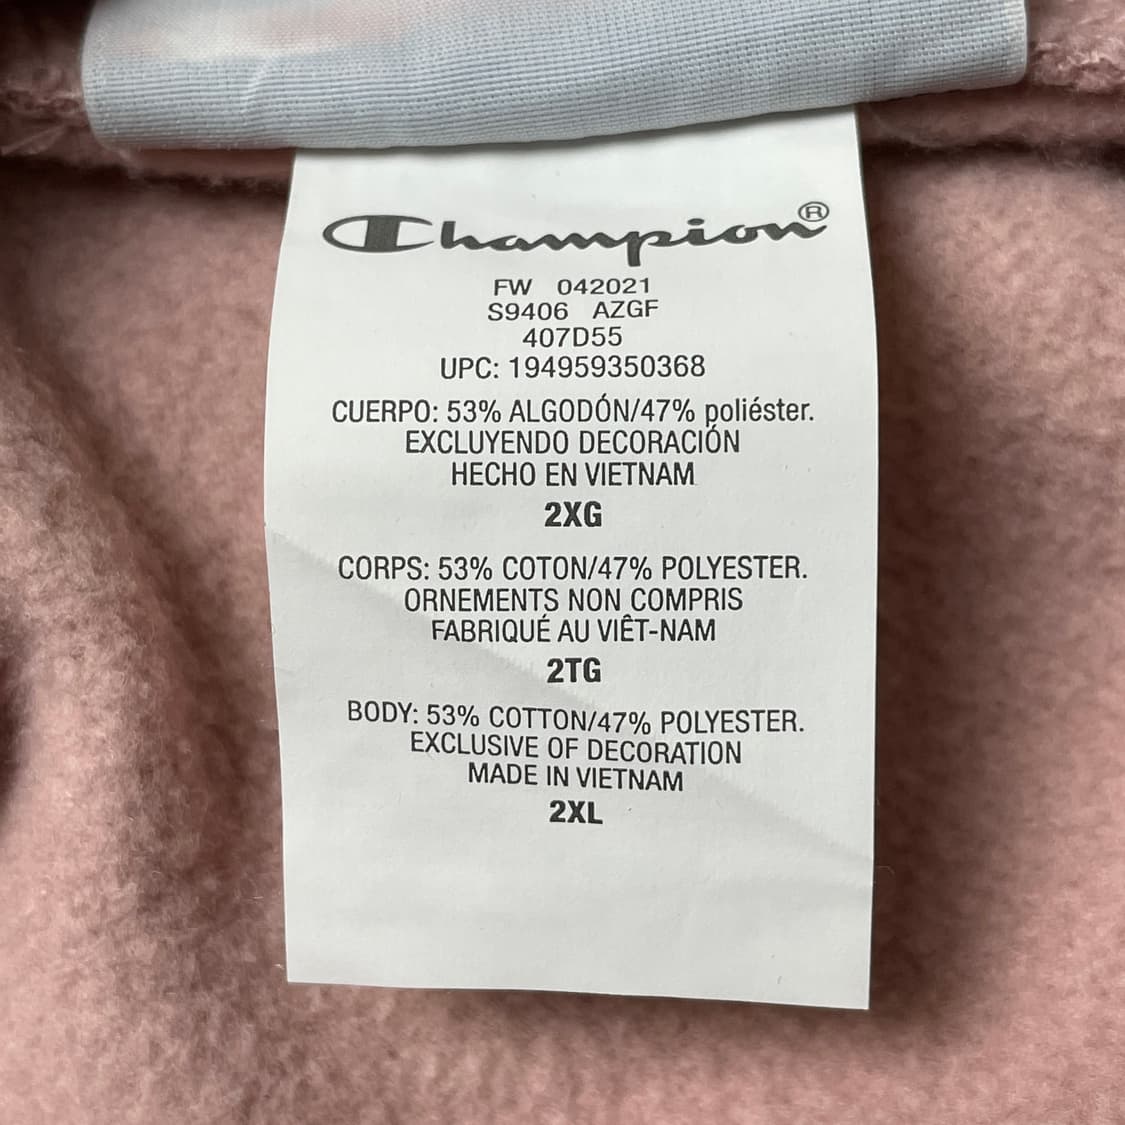 Champion®
FW 042021
S9406 AZGF
407D55
UPC: 194959350368
CUERPO: 53% ALGODÓN/47% poliéster.
EXCLUYENDO DECORACIÓN
HECHO EN VIETNAM
2XG
CORPS: 53% COTON/47% POLYESTER.
ORNEMENTS NON COMPRIS
FABRIQUÉ AU VIÊT-NAM
2TG
BODY: 53% COTTON/47% POLYESTER.
EXCLUSIVE OF DECORATION
MADE IN VIETNAM
2XL